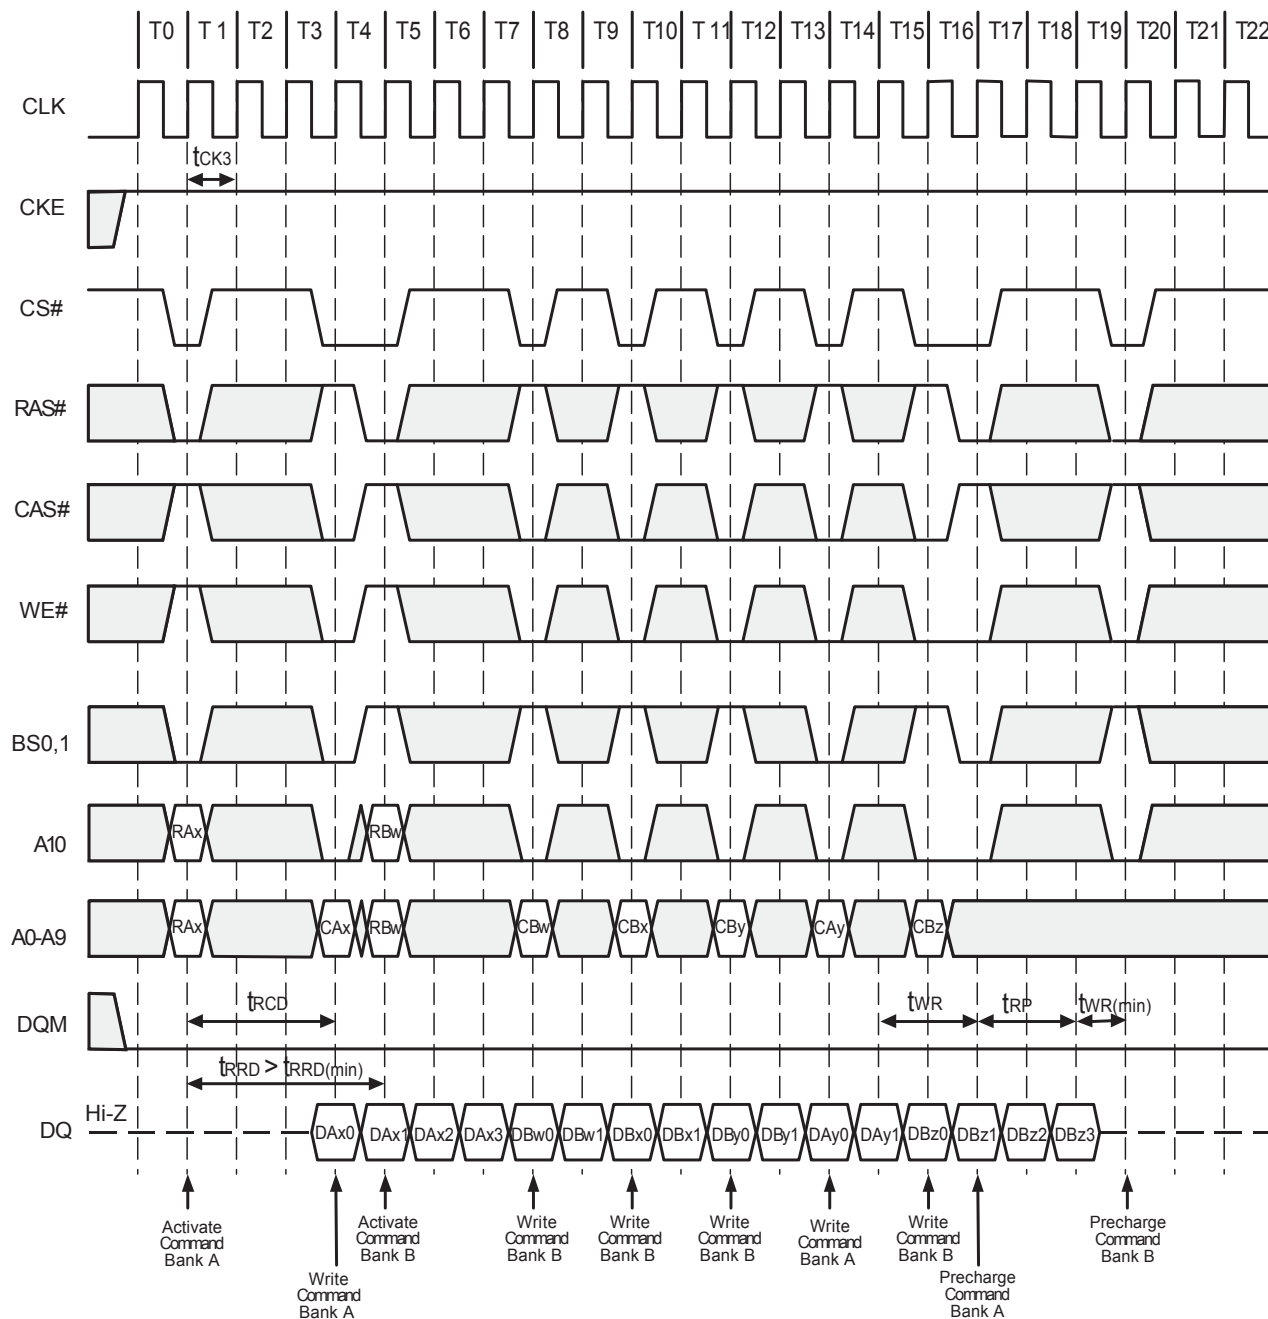 T0 T1 T2 T3 T4 T5 T6 T7 T8 T9 T10 T11 T12 T13 T14 T15 T16 T17 T18 T19 T20 T21 T22
CLK
tCK3
CKE
CS#
RAS#
CAS#
WE#
BS0,1
A10 RAx RBw
A0-A9 RAx CAx RBw CBw CBx CBy CAy CBz
DQM tRCD tWR tRP tWR(min)
tRRD > tRRD(min)
Hi-Z
DQ DAx0 DAx1 DAx2 DAx3 DBw0 DBw1 DBx0 DBx1 DBy0 DBy1 DAy0 DAy1 DBz0 DBz1 DBz2 DBz3
Activate
Command
Bank A
Write
Command
Bank A
Activate
Command
Bank B
Write
Command
Bank B
Write
Command
Bank B
Write
Command
Bank B
Write
Command
Bank A
Write
Command
Bank B
Precharge
Command
Bank A
Precharge
Command
Bank B